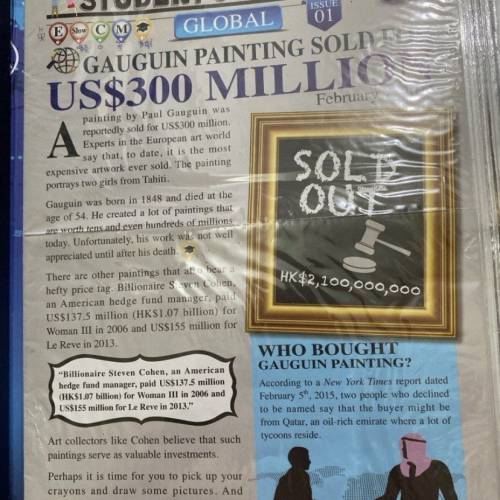 STUDENT
GLOBAL
ISSUE
01
E Slow C M
GAUGUIN PAINTING SOLD
US$300 MILLION
February
A painting by Paul Gauguin was
reportedly sold for US$300 million.
Experts in the European art world
say that, to date, it is the most
expensive artwork ever sold. The painting
portrays two girls from Tahiti.
Gauguin was born in 1848 and died at the
age of 54. He created a lot of paintings that
are worth tens and even hundreds of millions
today. Unfortunately, his work was not well
appreciated until after his death.
There are other paintings that also bear a
hefty price tag. Billionaire Steven Cohen,
an American hedge fund manager, paid
US$137.5 million (HK$1.07 billion) for
Woman III in 2006 and US$155 million for
Le Reve in 2013.
"Billionaire Steven Cohen, an American
hedge fund manager, paid US$137.5 million
(HK$1.07 billion) for Woman III in 2006 and
US$155 million for Le Reve in 2013."
Art collectors like Cohen believe that such
paintings serve as valuable investments.
Perhaps it is time for you to pick up your
crayons and draw some pictures. And
SOLD
OUT
HK$2,100,000,000
WHO BOUGHT
GAUGUIN PAINTING?
According to a New York Times report dated
February 5th, 2015, two people who declined
to be named say that the buyer might be
from Qatar, an oil-rich emirate where a lot of
tycoons reside.